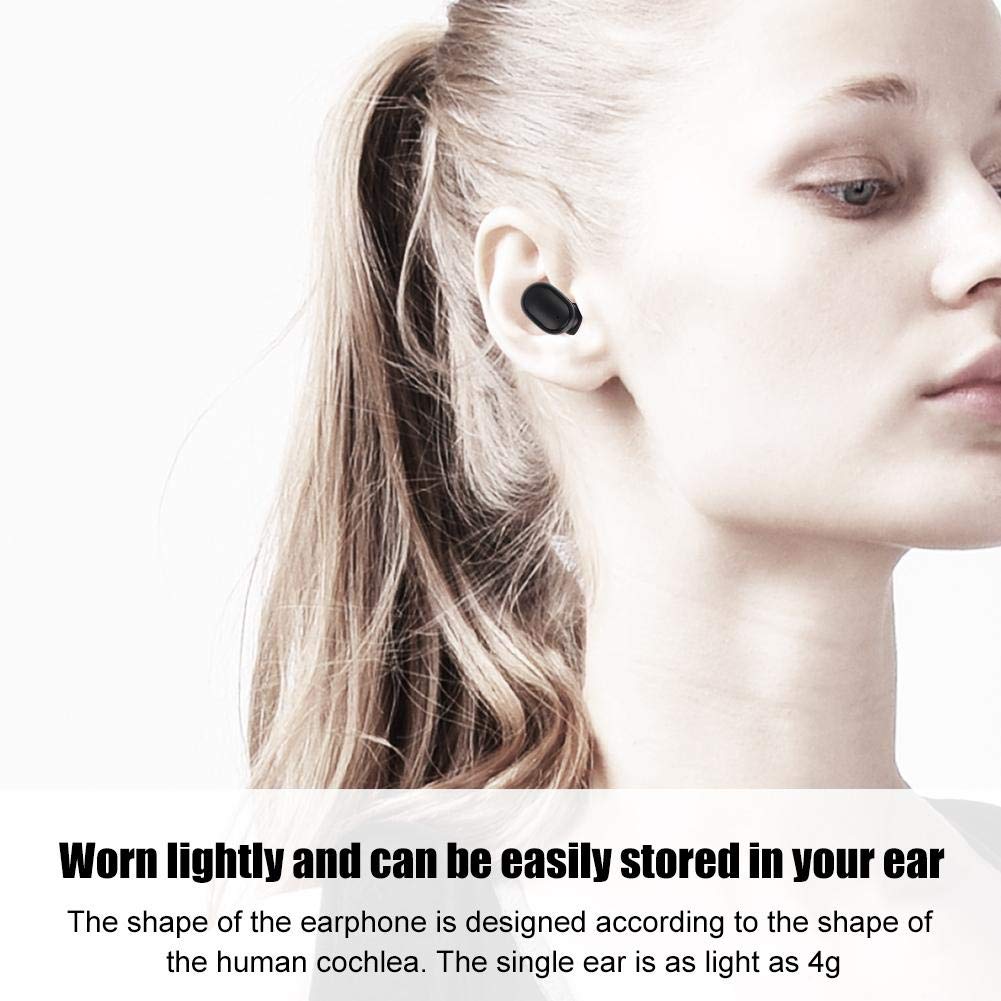 Worn lightly and can be easily stored in your ear
The shape of the earphone is designed according to the shape of
the human cochlea. The single ear is as light as 4g